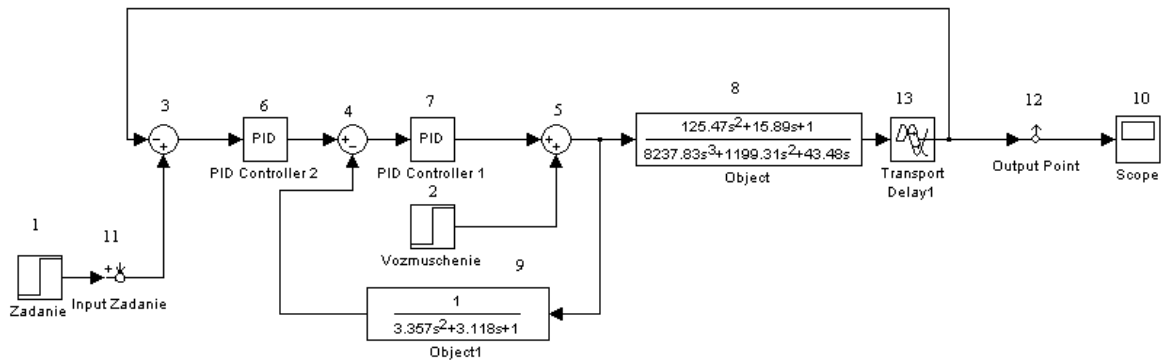 8
13
12
10
3
6
4
7
5
PID
PID
125.47s²+15.89s+1
8237.83s³+1199.31s²+43.48s
PID Controller 2
PID Controller 1
Object
Transport
Delay1
Output Point
Scope
2
1
11
Vozmuschenie
9
Zadanie
Input Zadanie
1
3.357s²+3.118s+1
Object1